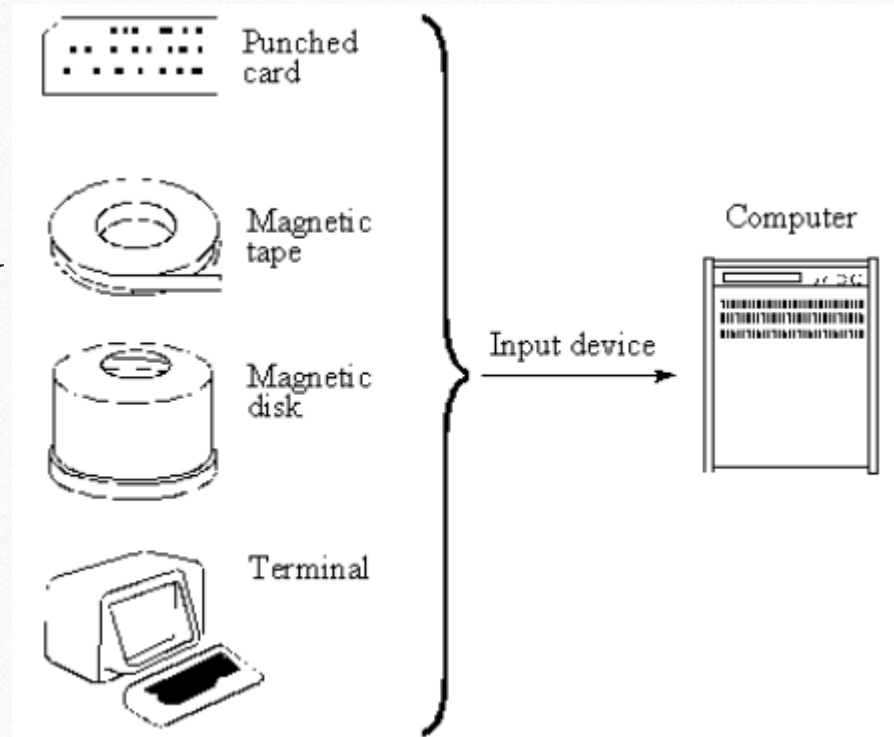 Punched
card
Magnetic
tape
Magnetic
disk
Terminal
Input device
Computer